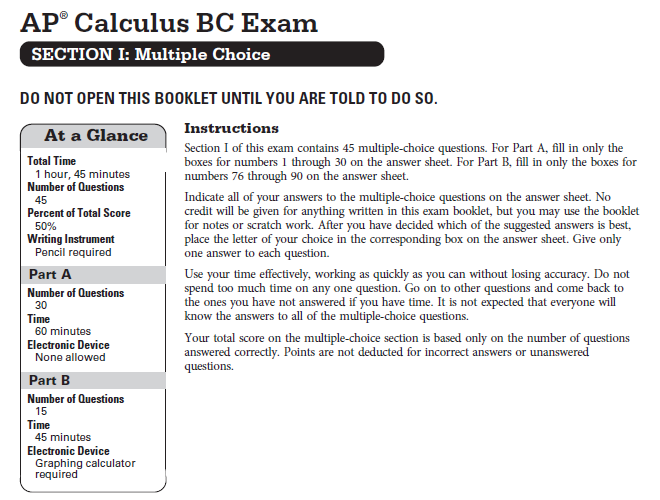 AP® Calculus BC Exam
SECTION I: Multiple Choice
DO NOT OPEN THIS BOOKLET UNTIL YOU ARE TOLD TO DO SO.
At a Glance
Total Time
1 hour, 45 minutes
Number of Questions
45
Percent of Total Score
50%
Writing Instrument
Pencil required
Part A
Number of Questions
30
Time
60 minutes
Electronic Device
None allowed
Part B
Number of Questions
15
Time
45 minutes
Electronic Device
Graphing calculator
required
Instructions
Section I of this exam contains 45 multiple-choice questions. For Part A, fill in only the
boxes for numbers 1 through 30 on the answer sheet. For Part B, fill in only the boxes for
numbers 76 through 90 on the answer sheet.
Indicate all of your answers to the multiple-choice questions on the answer sheet. No
credit will be given for anything written in this exam booklet, but you may use the booklet
for notes or scratch work. After you have decided which of the suggested answers is best,
place the letter of your choice in the corresponding box on the answer sheet. Give only
one answer to each question.
Use your time effectively, working as quickly as you can without losing accuracy. Do not
spend too much time on any one question. Go on to other questions and come back to
the ones you have not answered if you have time. It is not expected that everyone will
know the answers to all of the multiple-choice questions.
Your total score on the multiple-choice section is based only on the number of questions
answered correctly. Points are not deducted for incorrect answers or unanswered
questions.